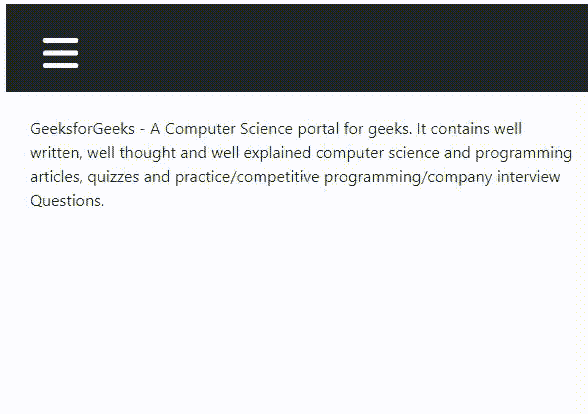 GeeksforGeeks - A Computer Science portal for geeks. It contains well
written, well thought and well explained computer science and programming
articles, quizzes and practice/competitive programming/company interview
Questions.